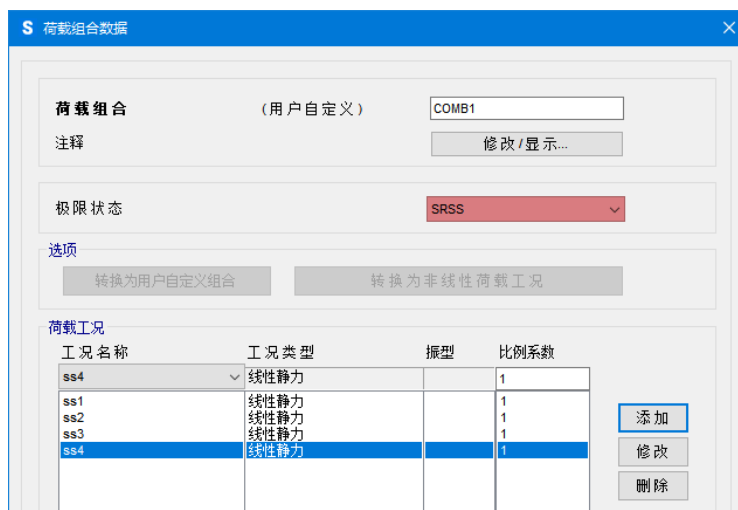 S 荷载组合数据
荷载组合 (用户自定义) COMB1
注释 修改/显示...
极限状态 SRSS
选项
转换为用户自定义组合 转换为非线性荷载工况
荷载工况
工况名称 工况类型 振型 比例系数
ss4 线性静力 1
ss1 线性静力 1
ss2 线性静力 1
ss3 线性静力 1
ss4 线性静力 1
添加
修改
删除